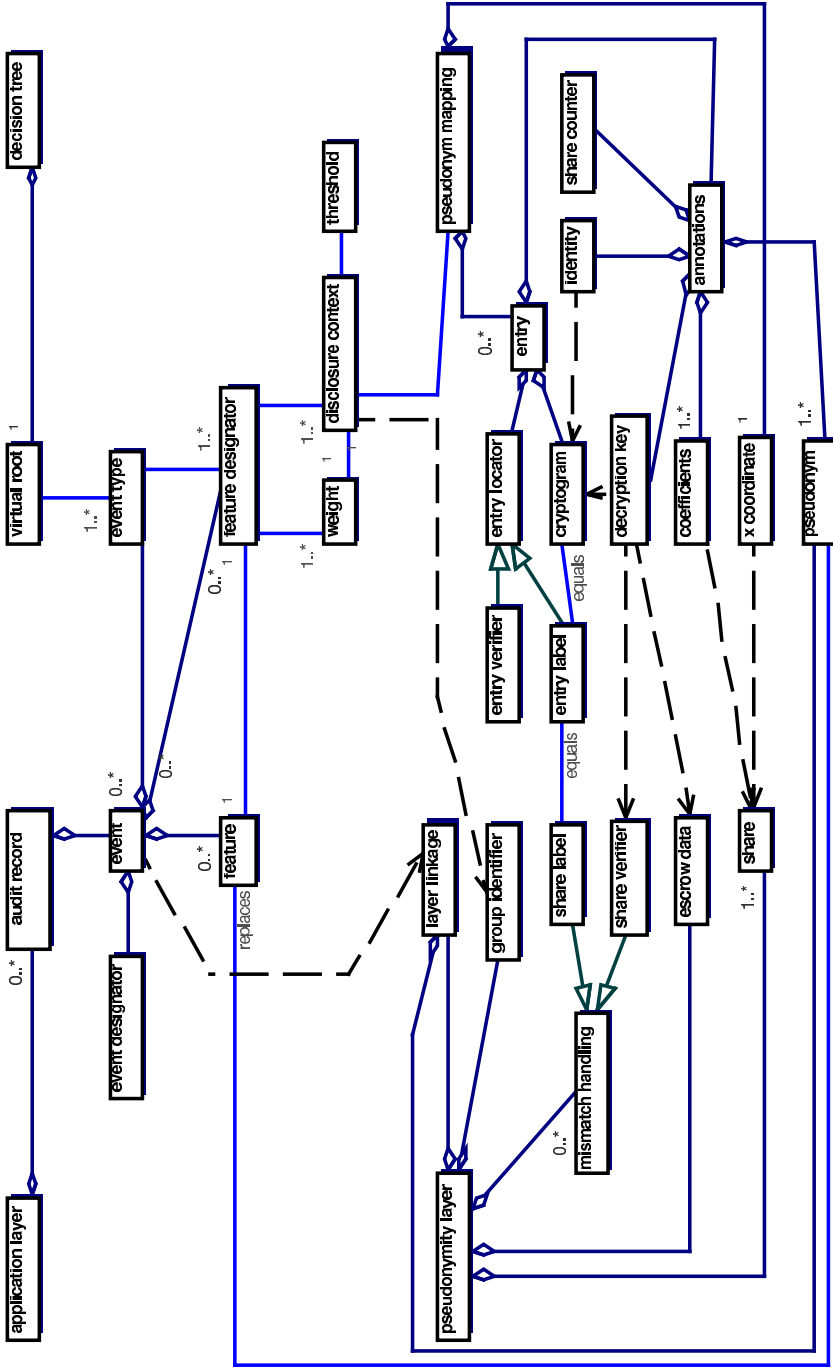 application layer
0..*
audit record
virtual root
1
decision tree
event designator
event
0..*
0..*
event type
1..*
feature
0..*
1
replaces
feature designator
0..*
1
1..*
weight
1..*
1
disclosure context
1..*
1
threshold
layer linkage
pseudonymity layer
pseudonym mapping
group identifier
entry verifier
entry locator
entry
0..*
share label
equals
entry label
equals
cryptogram
identity
share counter
mismatch handling
0..*
share verifier
decryption key
escrow data
coefficients
1..*
annotations
share
1..*
x coordinate
1
pseudonym
1..*